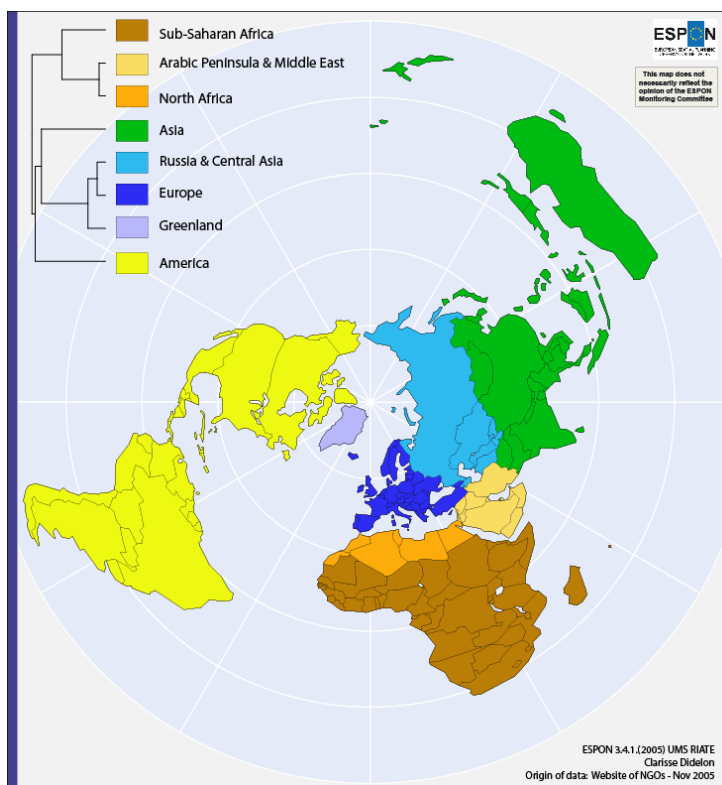 Sub-Saharan Africa
Arabic Peninsula & Middle East
North Africa
Asia
Russia & Central Asia
Europe
Greenland
America
ESPON
This map does not
necessarily reflect the
opinion of the ESPON
Monitoring Committee
ESPON 3.4.1.(2005) UMS RIATE
Clarisse Didelon
Origin of data: Website of NGOs - Nov 2005